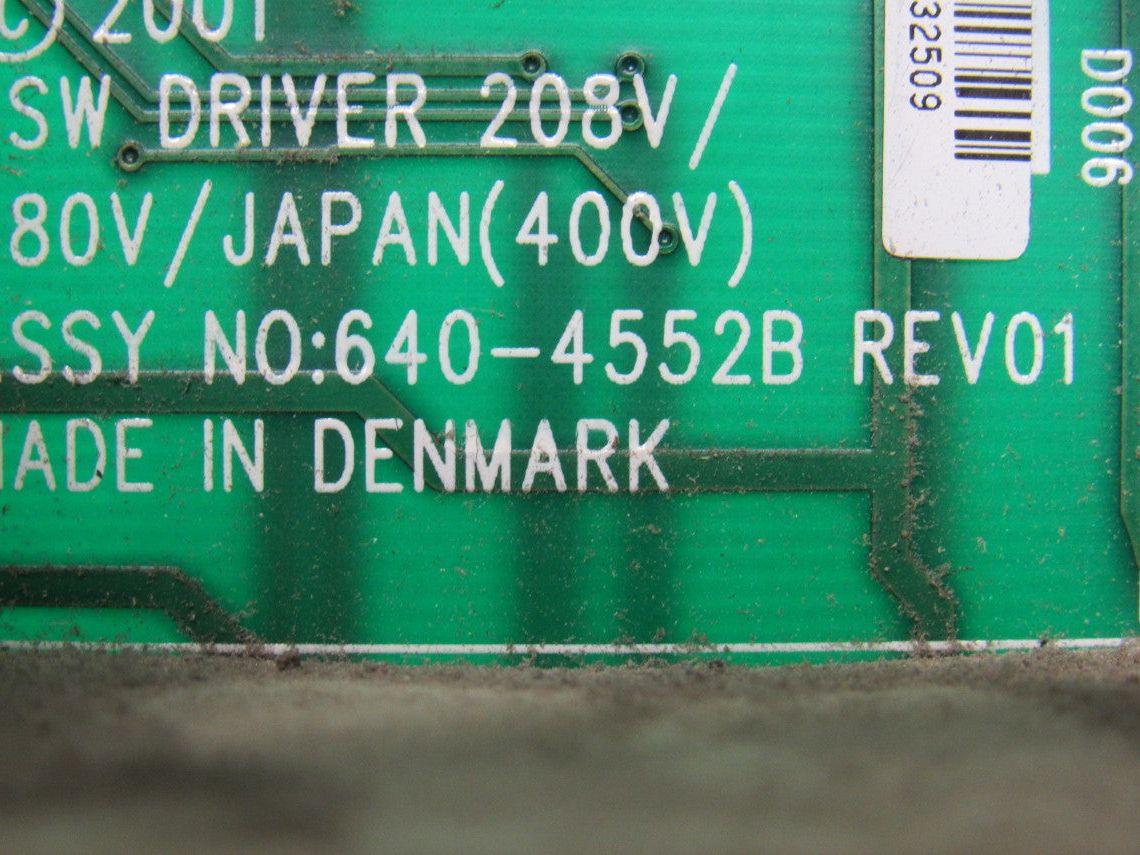 © 2001
SW DRIVER 208V/
80V/JAPAN(400V)
SSY NO:640-4552B REV01
ADE IN DENMARK
32509
D006